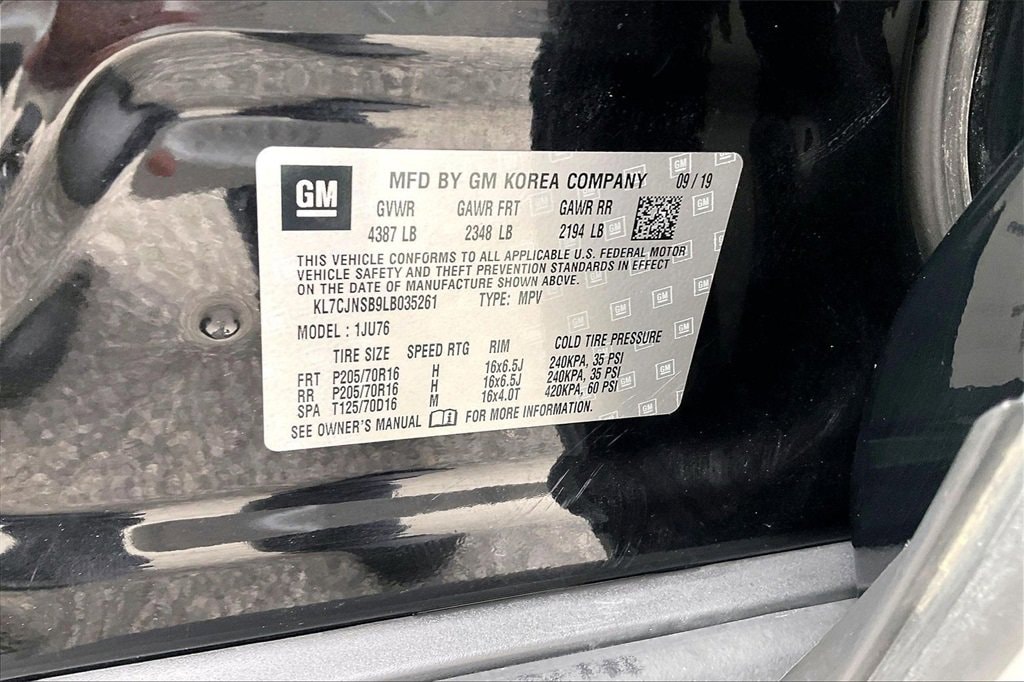 GM
MFD BY GM KOREA COMPANY 09/19
GVWR GAWR FRT GAWR RR
4387 LB 2348 LB 2194 LB
THIS VEHICLE CONFORMS TO ALL APPLICABLE U.S. FEDERAL MOTOR
VEHICLE SAFETY AND THEFT PREVENTION STANDARDS IN EFFECT
ON THE DATE OF MANUFACTURE SHOWN ABOVE.
KL7CJNSB9LB035261 TYPE: MPV
MODEL : 1JU76
TIRE SIZE SPEED RTG RIM COLD TIRE PRESSURE
FRT P205/70R16 H 16x6.5J 240KPA, 35 PSI
RR P205/70R16 H 16x6.5J 240KPA, 35 PSI
SPA T125/70D16 M 16x4.0T 420KPA, 60 PSI
SEE OWNER'S MANUAL FOR MORE INFORMATION.